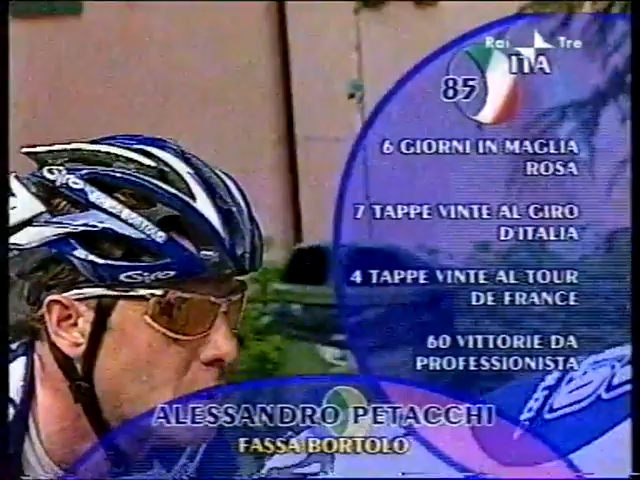 Rai Tre
ITA
85
6 GIORNI IN MAGLIA
ROSA
7 TAPPE VINTE AL GIRO
D'ITALIA
4 TAPPE VINTE AL TOUR
DE FRANCE
60 VITTORIE DA
PROFESSIONISTA
Giro
Giro
ALESSANDRO PETACCHI
FASSA BORTOLO